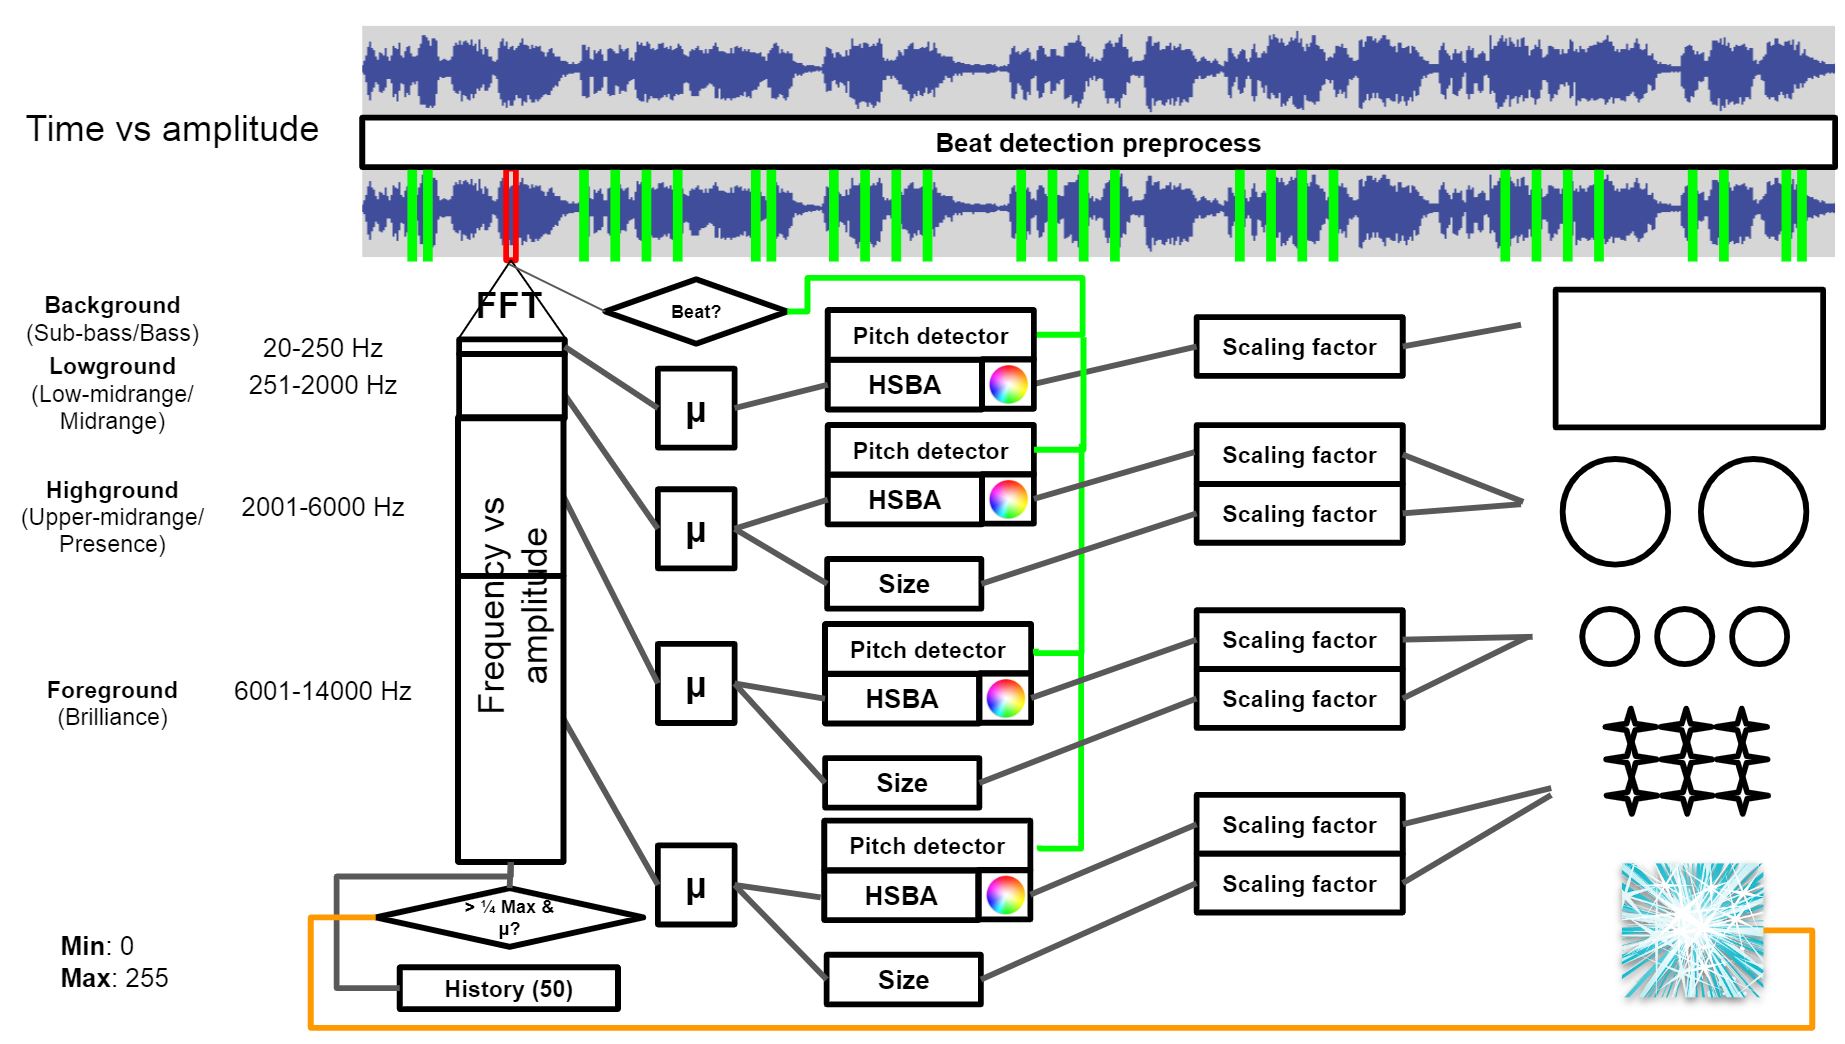 Time vs amplitude
Beat detection preprocess
FFT
Beat?
Background
(Sub-bass/Bass)
20-250 Hz
Lowground
(Low-midrange/
Midrange)
251-2000 Hz
Highground
(Upper-midrange/
Presence)
2001-6000 Hz
Foreground
(Brilliance)
6001-14000 Hz
Frequency vs
amplitude
µ
Pitch detector
HSBA
Scaling factor
µ
Pitch detector
HSBA
Size
Scaling factor
Scaling factor
µ
Pitch detector
HSBA
Size
Scaling factor
Scaling factor
µ
Pitch detector
HSBA
Size
Scaling factor
Scaling factor
> ¼ Max &
µ?
History (50)
Min: 0
Max: 255